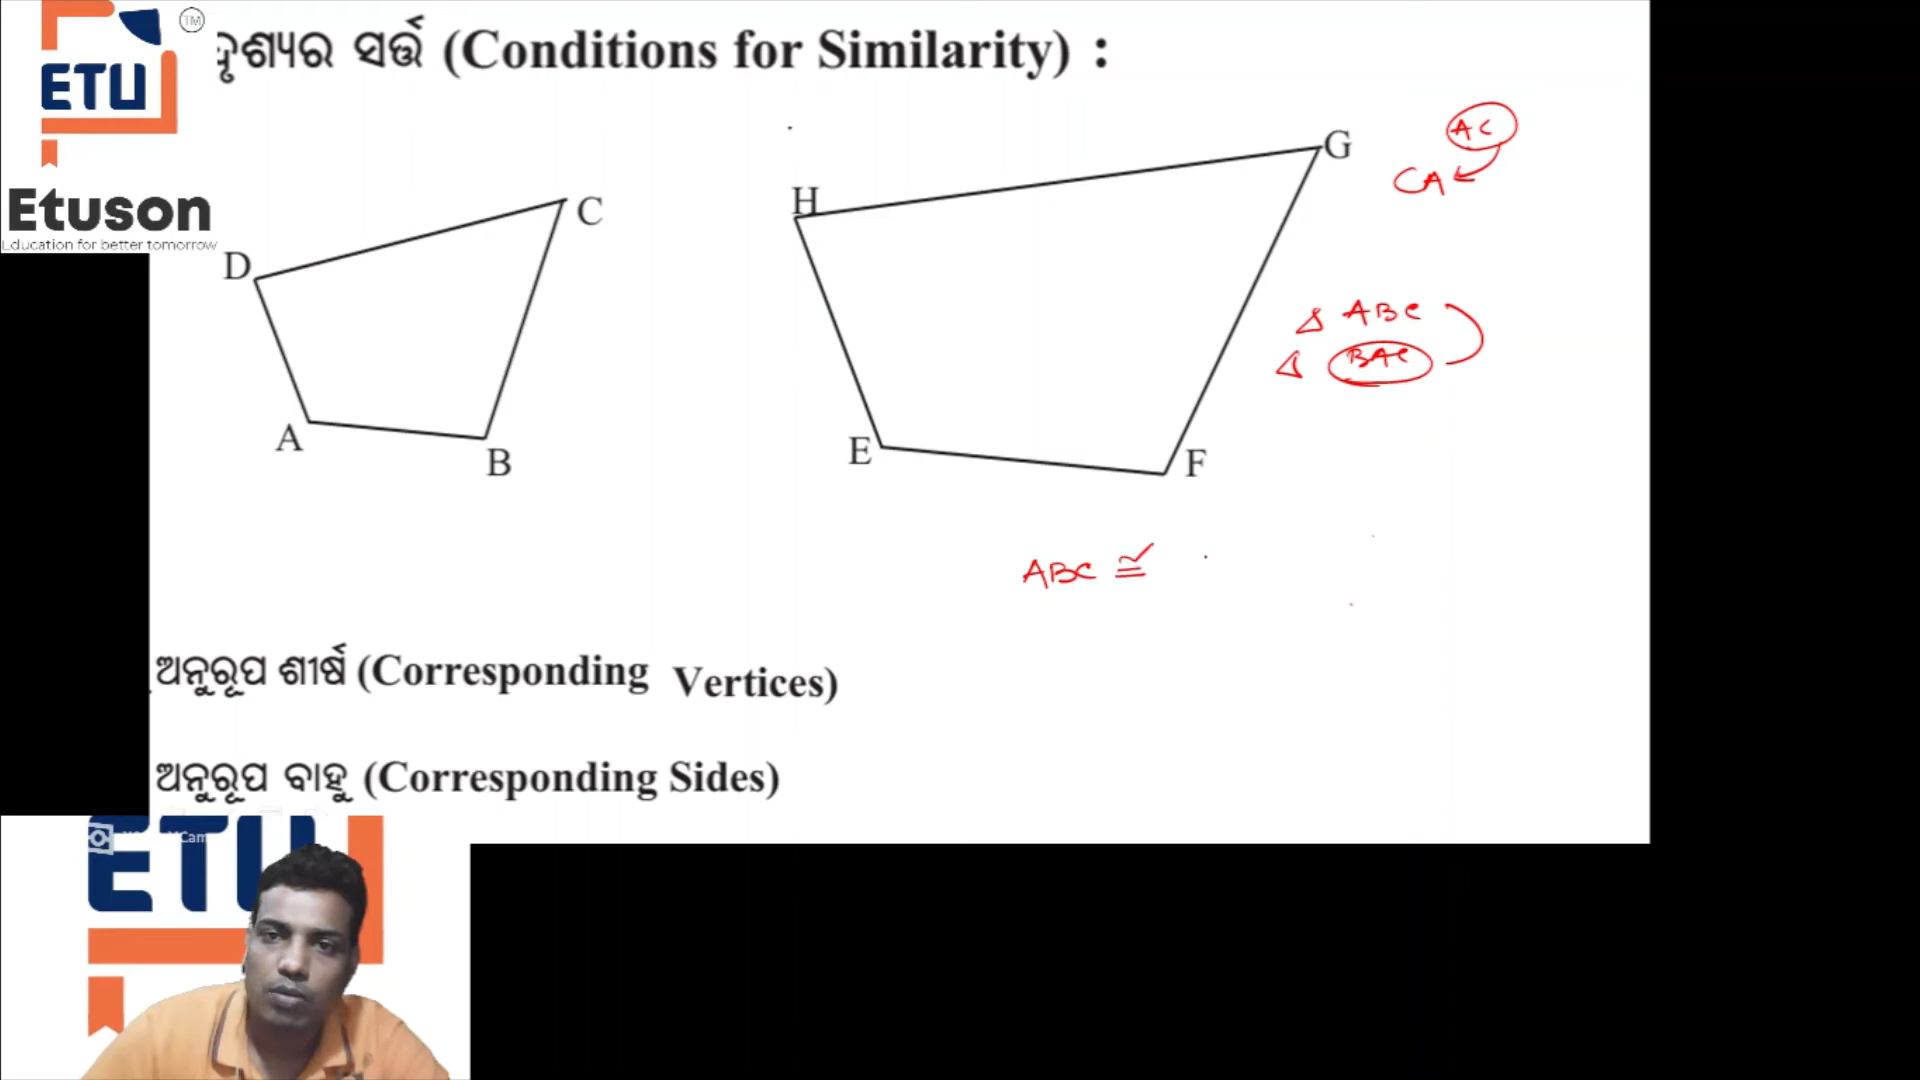 TM
ETU
Etuson
Education for better tomorrow
ଦୃଶ୍ୟର ସର୍ତ୍ତ (Conditions for Similarity) :
C
D
A
B
H
G
E
F
AC
CA
Δ ABC
Δ BAC
ABC ≅
ଅନୁରୂପ ଶୀର୍ଷ (Corresponding Vertices)
ଅନୁରୂପ ବାହୁ (Corresponding Sides)
ETU